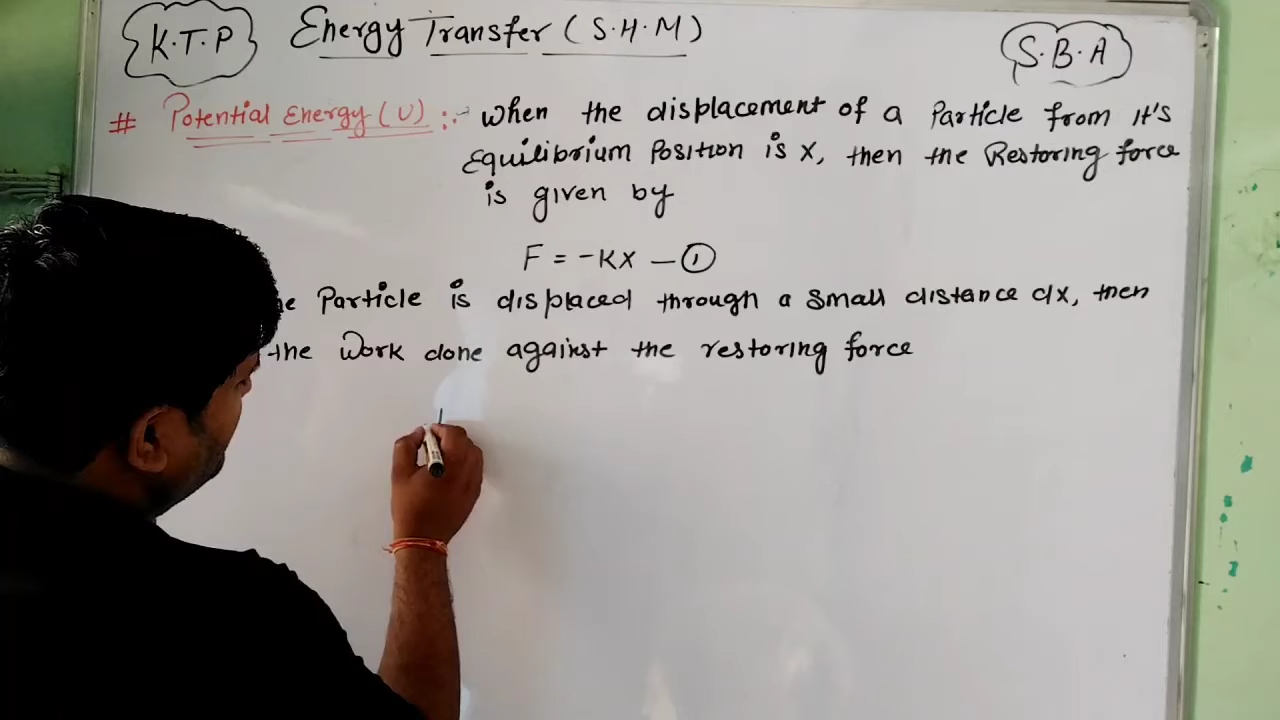 K.T.P Energy Transfer (S.H.M) S.B.A
# Potential Energy (U) :- When the displacement of a Particle from it's
Equilibrium Position is x, then the Restoring force
is given by
F = -Kx — ①
Particle is displaced through a small distance dx, then
the work done against the restoring force